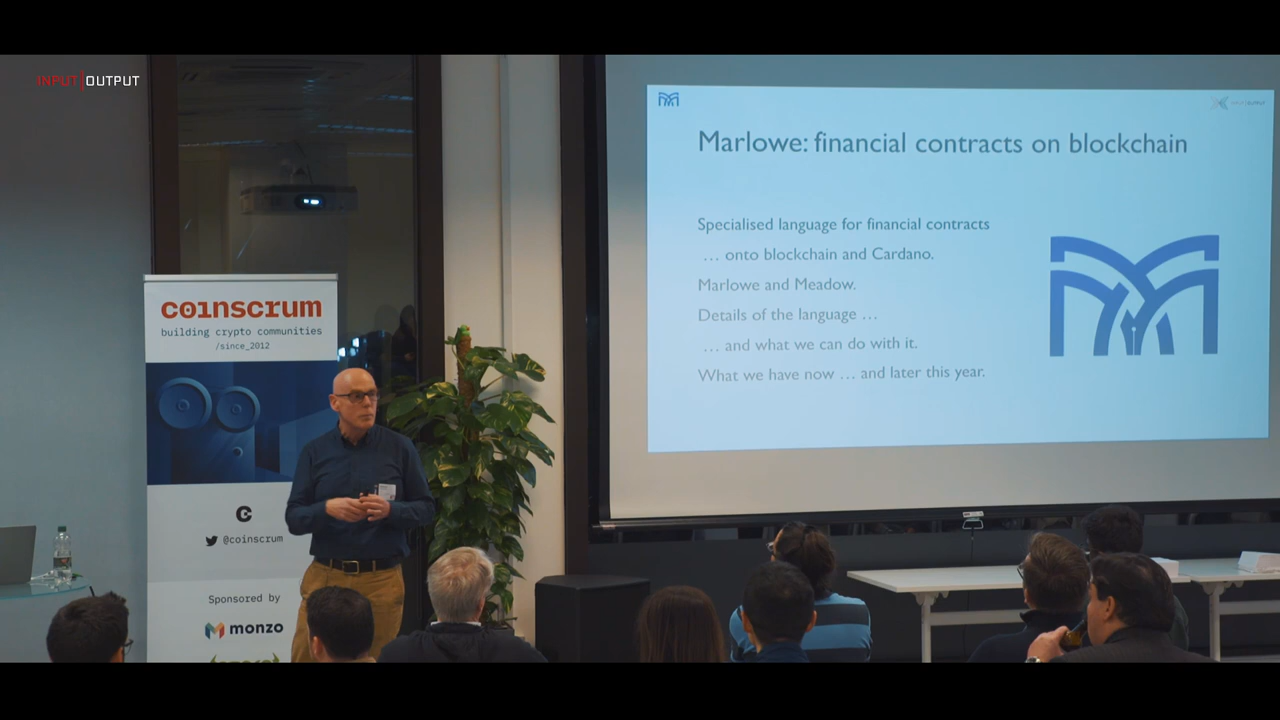 INPUT|OUTPUT
Marlowe: financial contracts on blockchain
Specialised language for financial contracts
… onto blockchain and Cardano.
Marlowe and Meadow.
Details of the language …
… and what we can do with it.
What we have now … and later this year.
coinscrum
building crypto communities
/since_2012
@coinscrum
Sponsored by
monzo